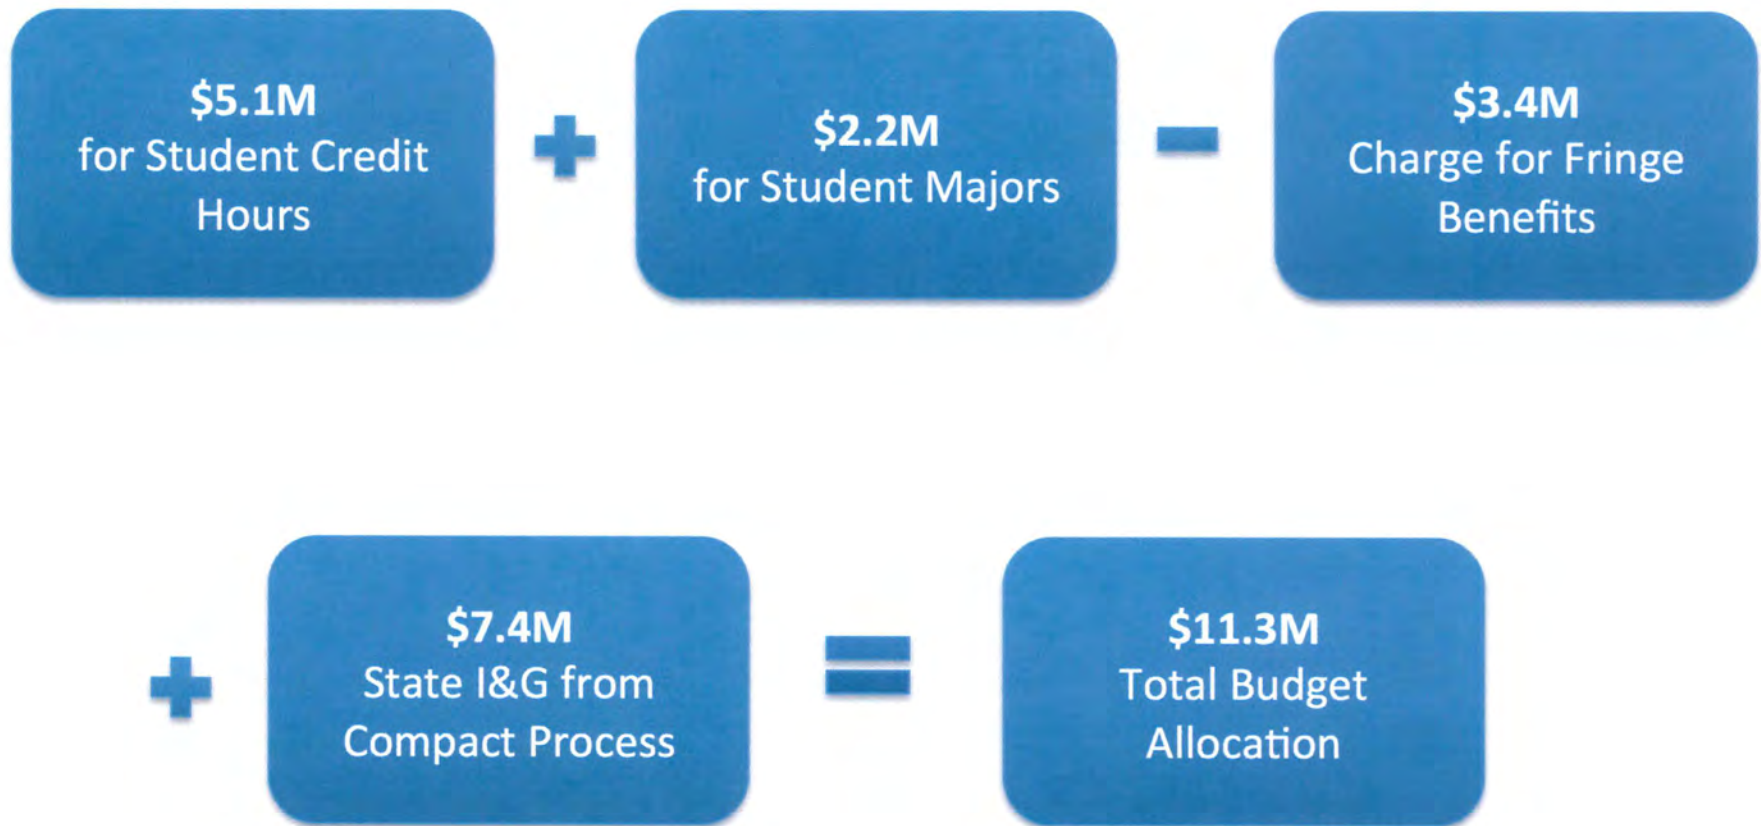 $5.1M
for Student Credit
Hours
+
$2.2M
for Student Majors
–
$3.4M
Charge for Fringe
Benefits
+
$7.4M
State I&G from
Compact Process
=
$11.3M
Total Budget
Allocation